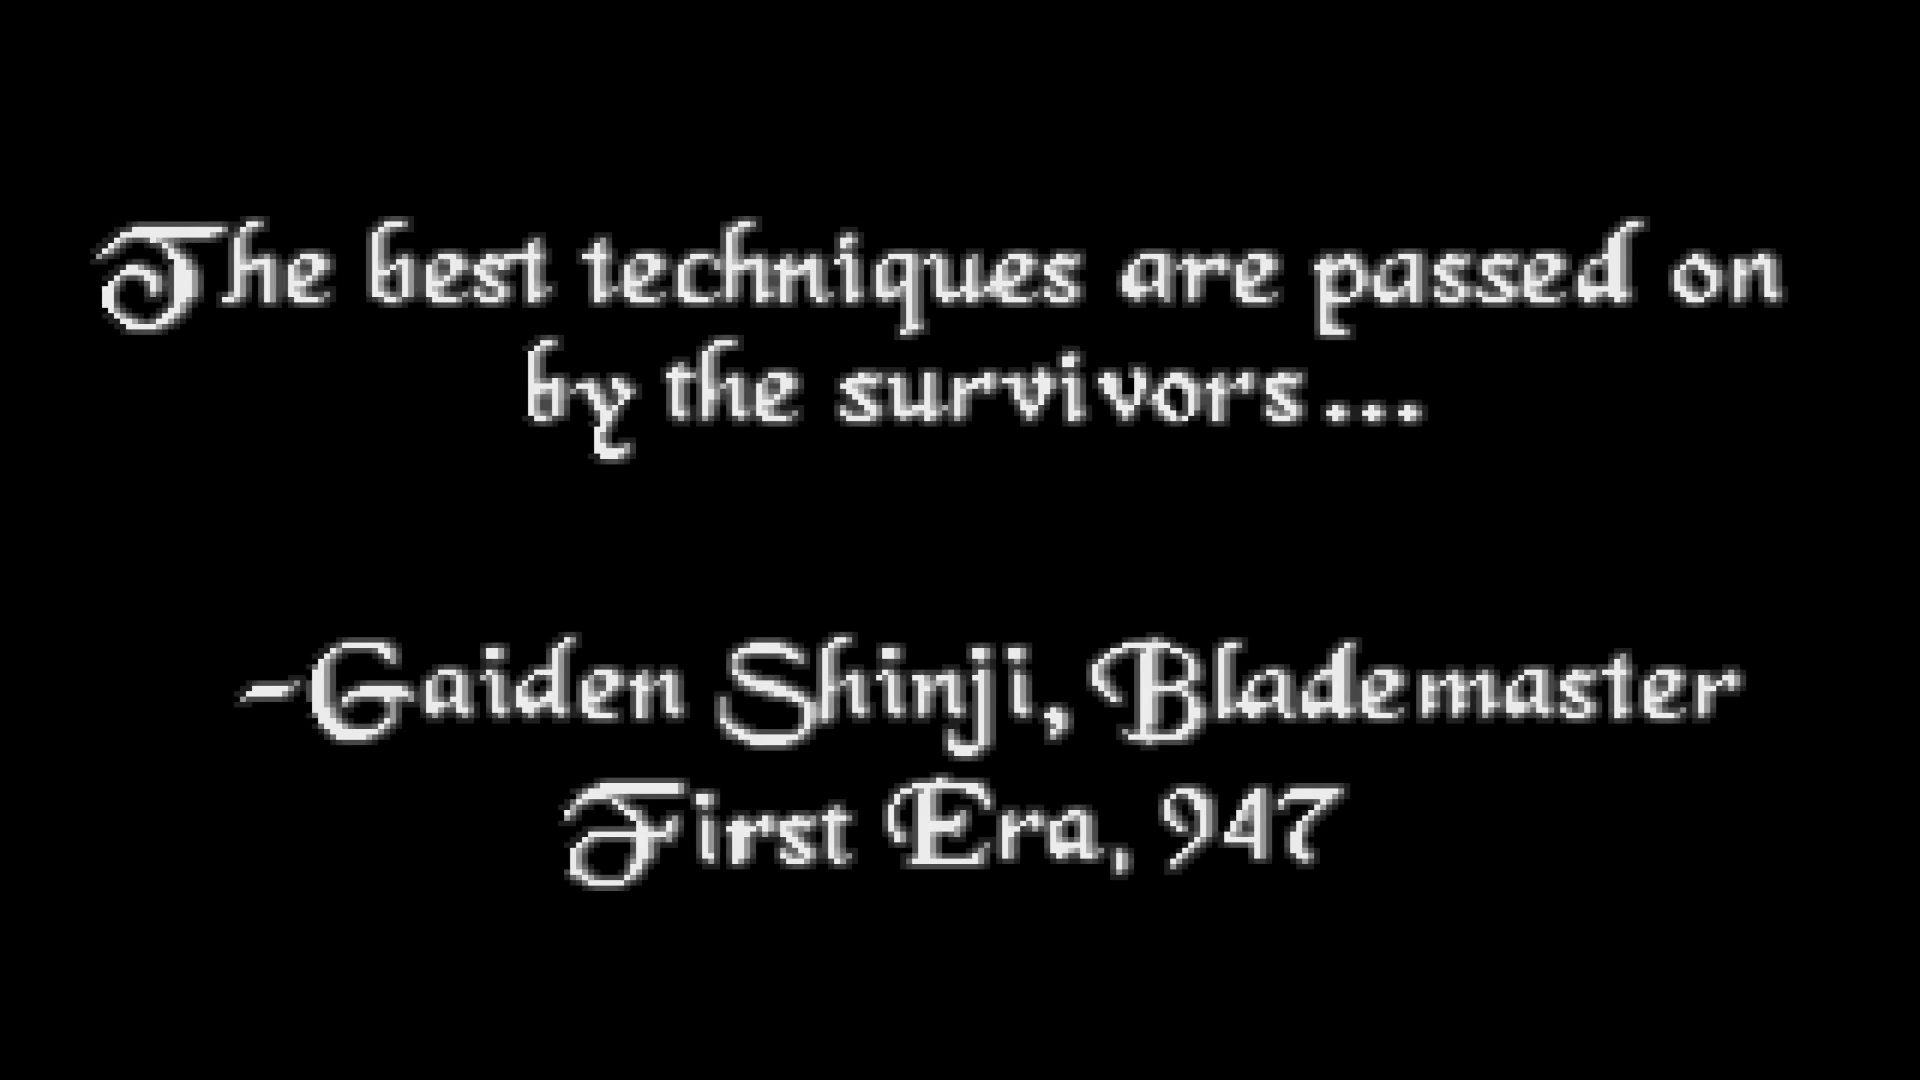 The best techniques are passed on
by the survivors...
-Gaiden Shinji, Blademaster
First Era, 947